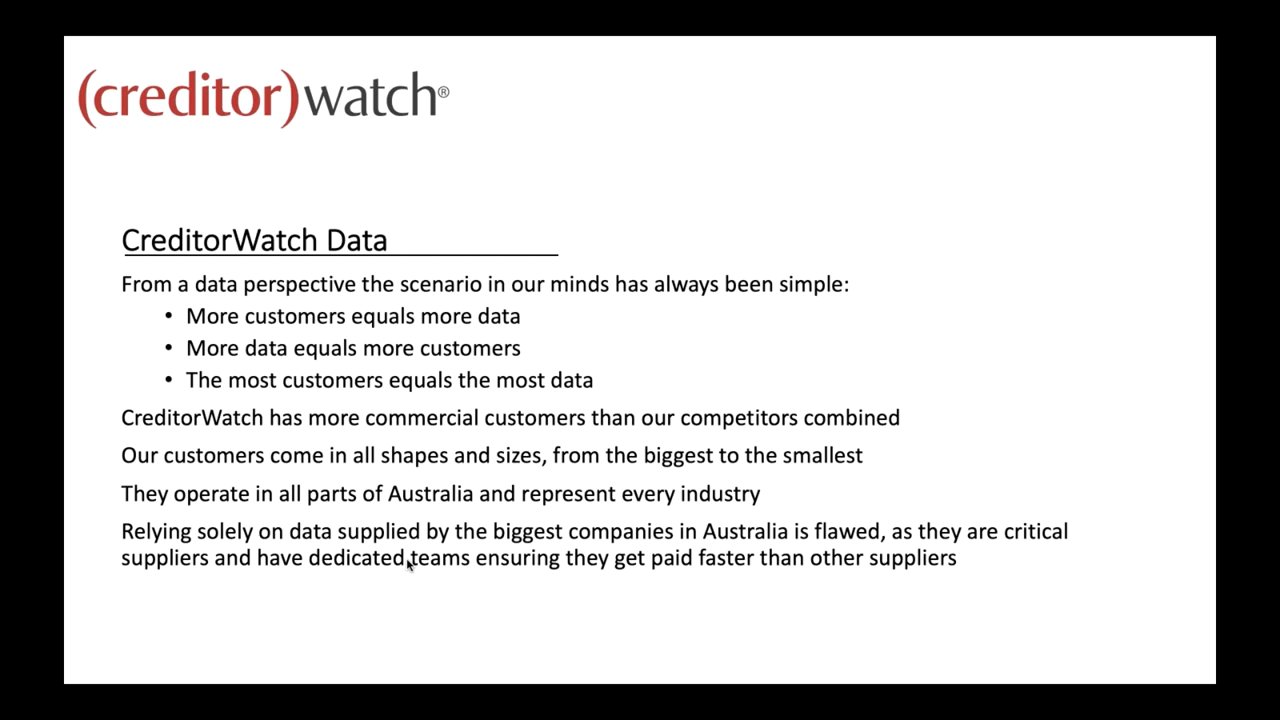 (creditor)watch®
CreditorWatch Data
From a data perspective the scenario in our minds has always been simple:
• More customers equals more data
• More data equals more customers
• The most customers equals the most data
CreditorWatch has more commercial customers than our competitors combined
Our customers come in all shapes and sizes, from the biggest to the smallest
They operate in all parts of Australia and represent every industry
Relying solely on data supplied by the biggest companies in Australia is flawed, as they are critical
suppliers and have dedicated teams ensuring they get paid faster than other suppliers